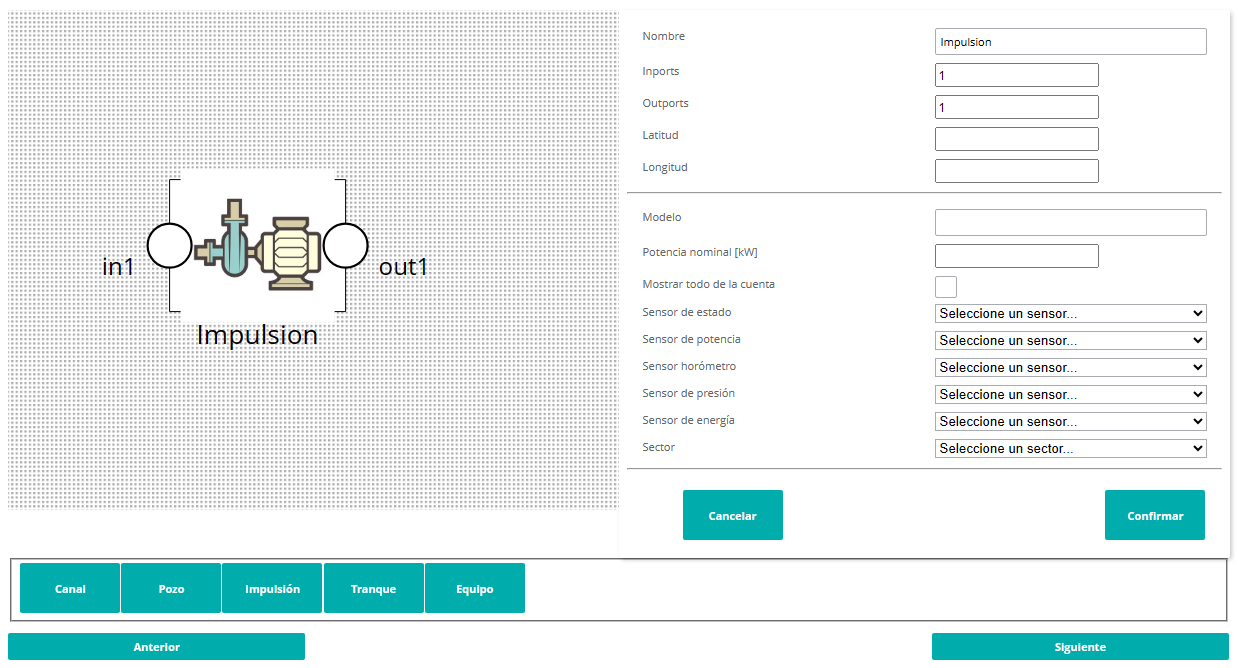 in1
out1
Impulsion
Nombre
Impulsion
Inports
1
Outports
1
Latitud
Longitud
Modelo
Potencia nominal [kW]
Mostrar todo de la cuenta
Sensor de estado
Seleccione un sensor...
Sensor de potencia
Seleccione un sensor...
Sensor horómetro
Seleccione un sensor...
Sensor de presión
Seleccione un sensor...
Sensor de energía
Seleccione un sensor...
Sector
Seleccione un sector...
Cancelar
Confirmar
Canal
Pozo
Impulsión
Tranque
Equipo
Anterior
Siguiente